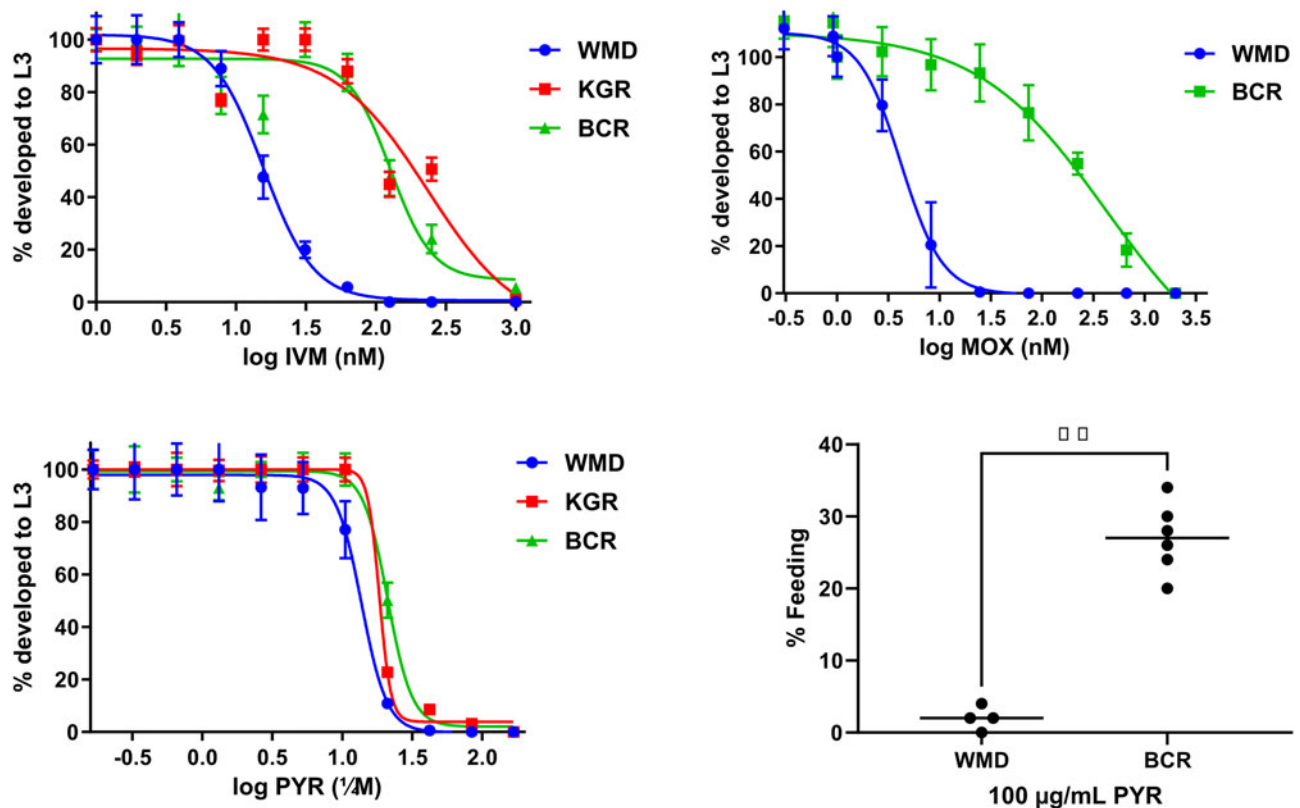 % developed to L3
100
80
60
40
20
0
0.0 0.5 1.0 1.5 2.0 2.5 3.0
log IVM (nM)
WMD
KGR
BCR
% developed to L3
100
80
60
40
20
0
-0.5 0.0 0.5 1.0 1.5 2.0 2.5 3.0 3.5
log MOX (nM)
WMD
BCR
% developed to L3
100
80
60
40
20
0
-0.5 0.0 0.5 1.0 1.5 2.0
log PYR (¼M)
WMD
KGR
BCR
% Feeding
40
30
20
10
0
WMD BCR
100 µg/mL PYR